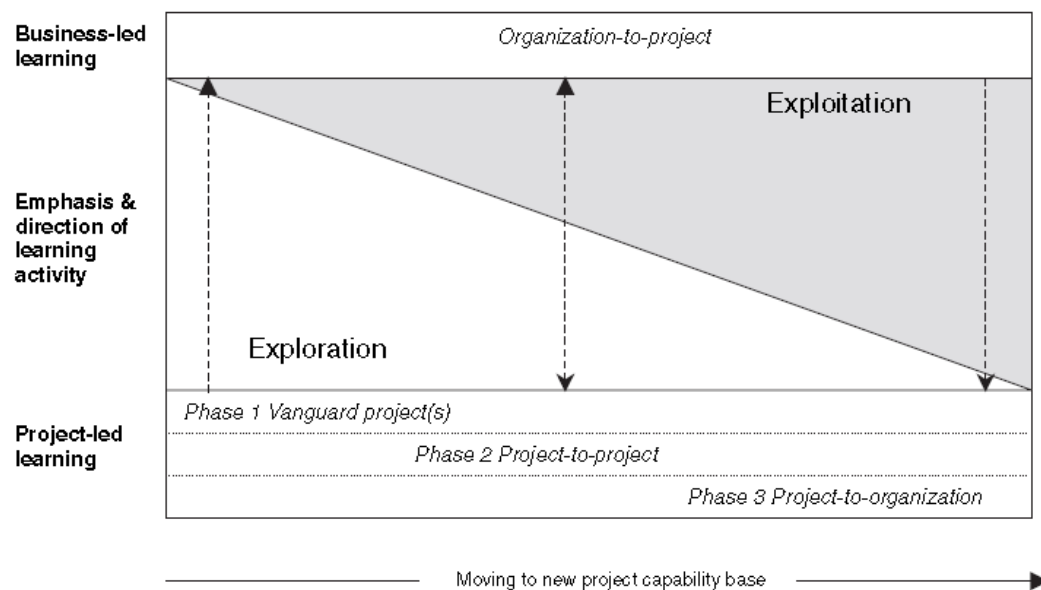 Business-led
learning
Organization-to-project
Exploitation
Emphasis &
direction of
learning
activity
Exploration
Phase 1 Vanguard project(s)
Project-led
learning
Phase 2 Project-to-project
Phase 3 Project-to-organization
Moving to new project capability base